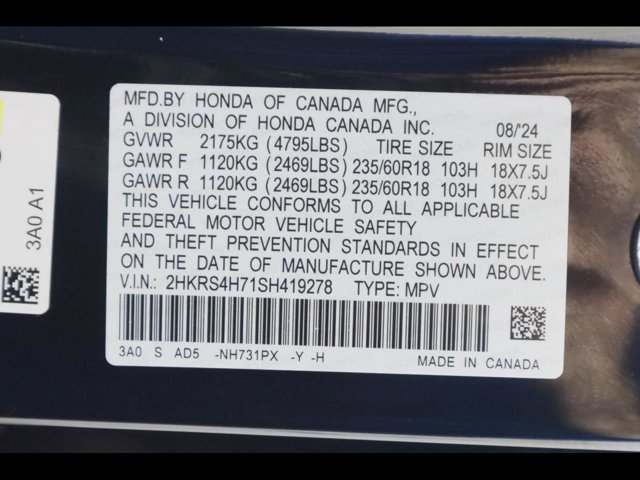 MFD.BY HONDA OF CANADA MFG.,
A DIVISION OF HONDA CANADA INC. 08/'24
GVWR 2175KG (4795LBS) TIRE SIZE RIM SIZE
GAWR F 1120KG (2469LBS) 235/60R18 103H 18X7.5J
GAWR R 1120KG (2469LBS) 235/60R18 103H 18X7.5J
THIS VEHICLE CONFORMS TO ALL APPLICABLE
FEDERAL MOTOR VEHICLE SAFETY
AND THEFT PREVENTION STANDARDS IN EFFECT
ON THE DATE OF MANUFACTURE SHOWN ABOVE.
V.I.N.: 2HKRS4H71SH419278 TYPE: MPV
3A0 S AD5 -NH731PX -Y -H MADE IN CANADA
3A0 A1